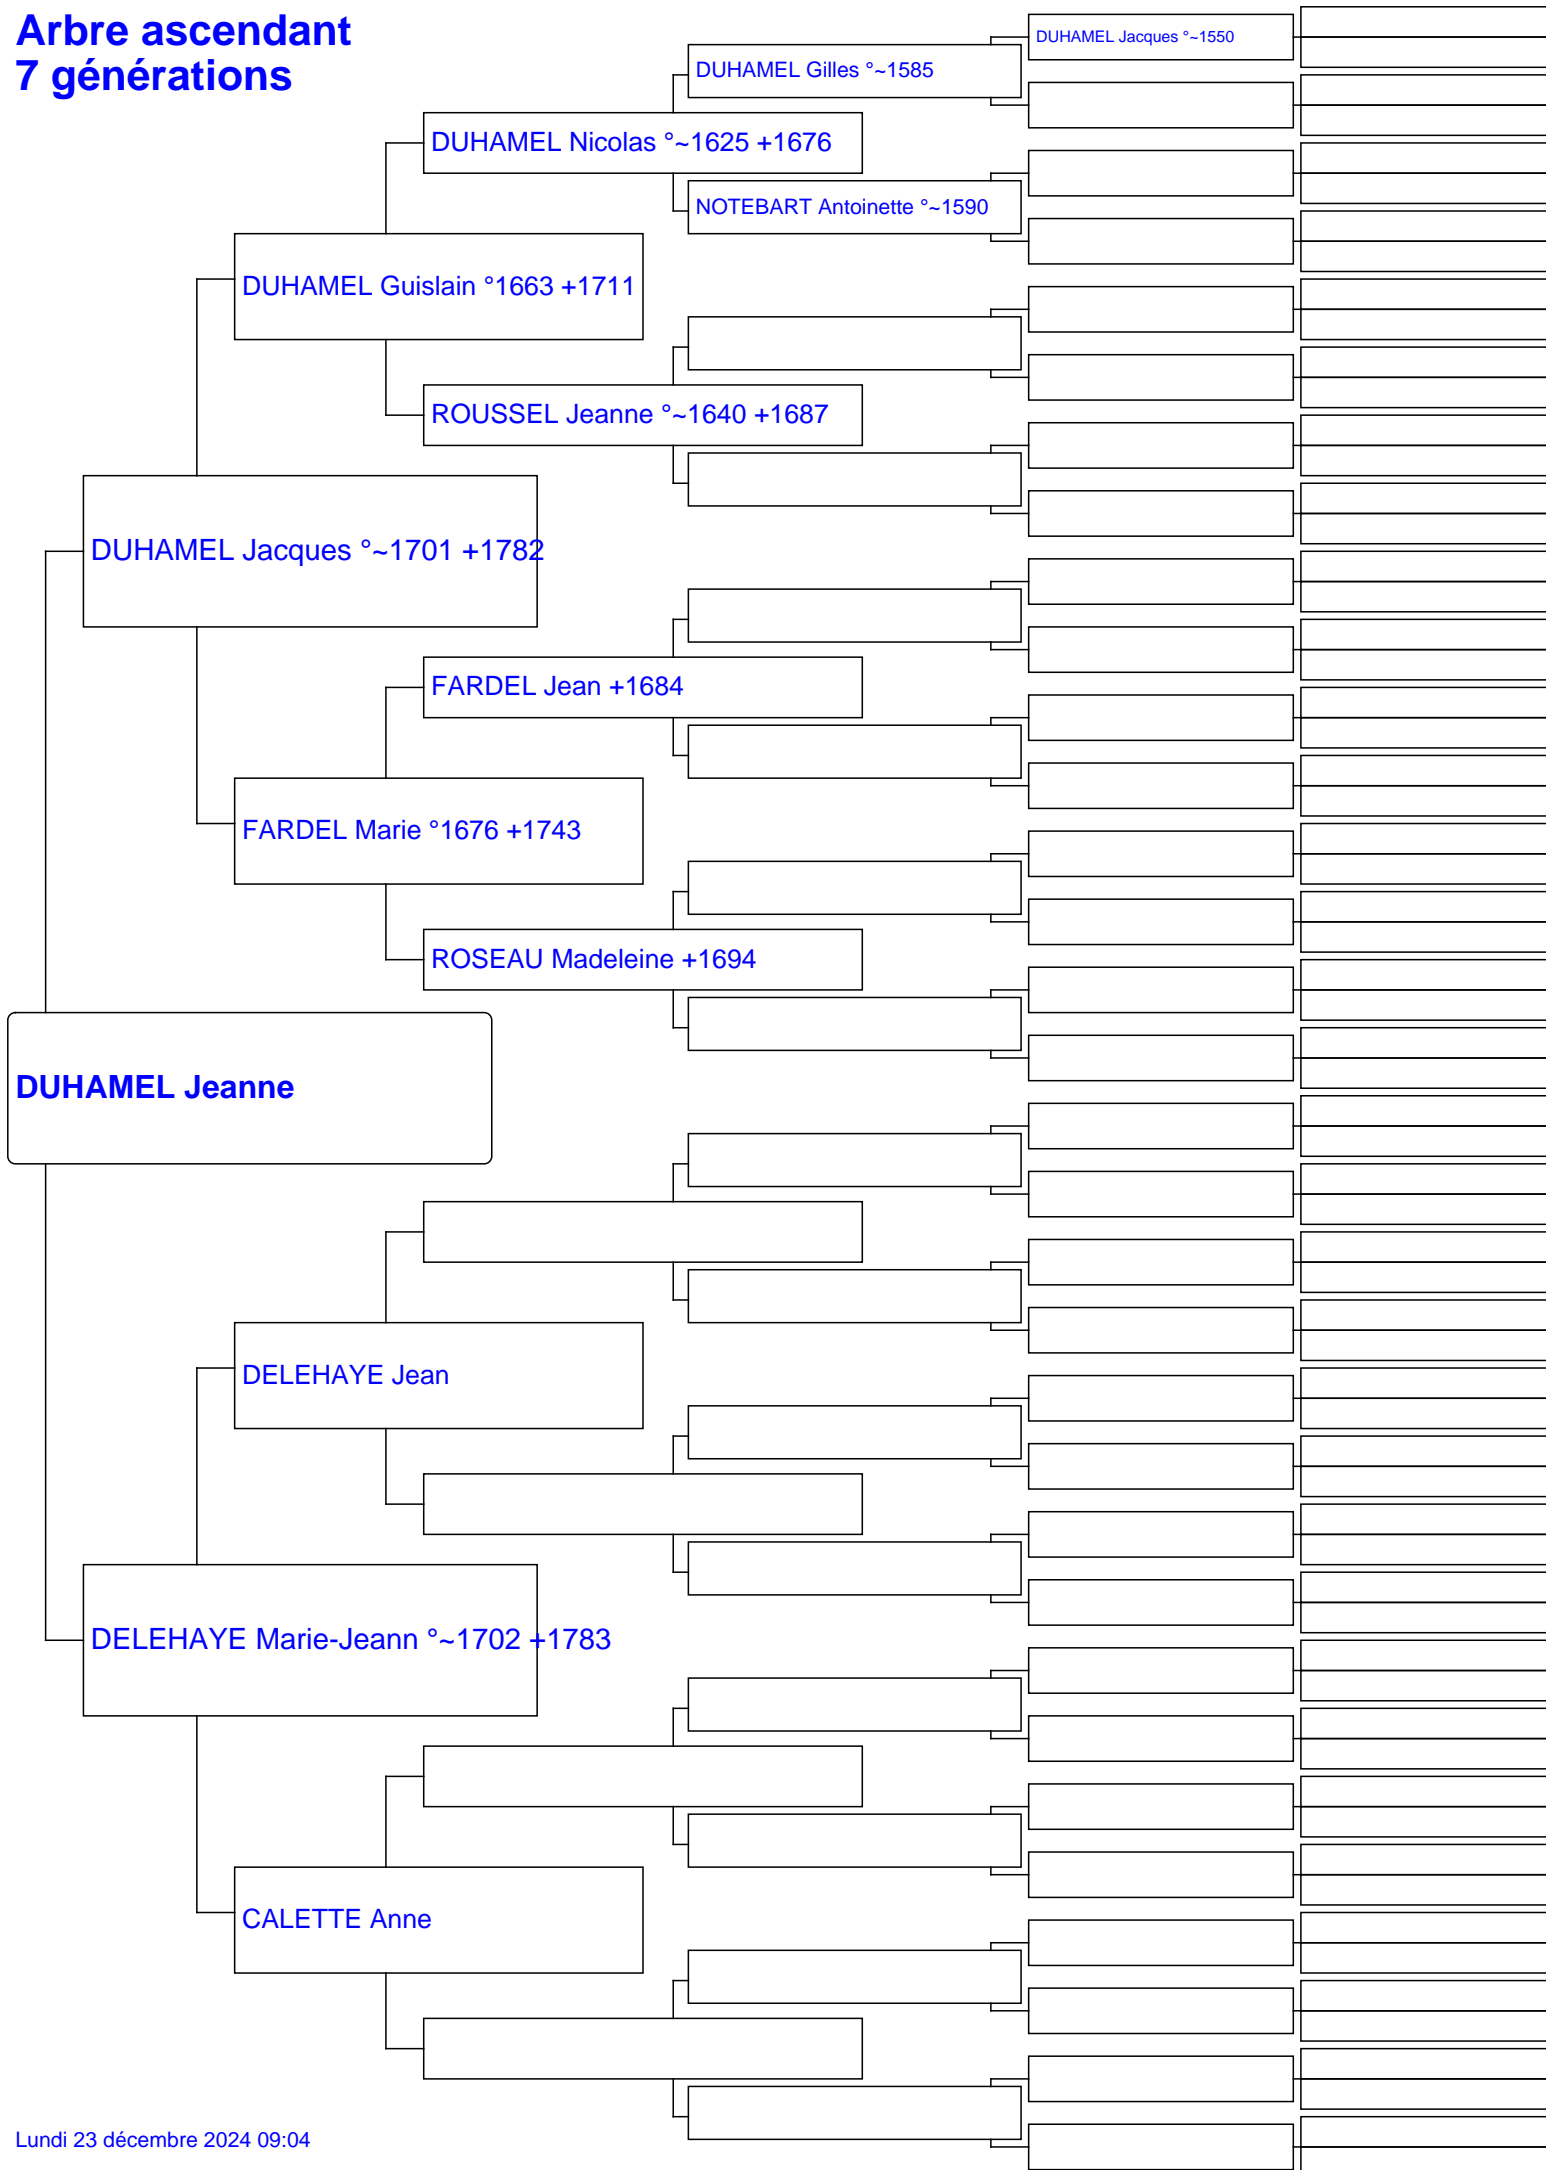 Arbre ascendant
7 générations
DUHAMEL Jacques °~1550
DUHAMEL Gilles °~1585
DUHAMEL Nicolas °~1625 +1676
NOTEBART Antoinette °~1590
DUHAMEL Guislain °1663 +1711
ROUSSEL Jeanne °~1640 +1687
DUHAMEL Jacques °~1701 +1782
FARDEL Jean +1684
FARDEL Marie °1676 +1743
ROSEAU Madeleine +1694
DUHAMEL Jeanne
DELEHAYE Jean
DELEHAYE Marie-Jeann °~1702 +1783
CALETTE Anne
Lundi 23 décembre 2024 09:04